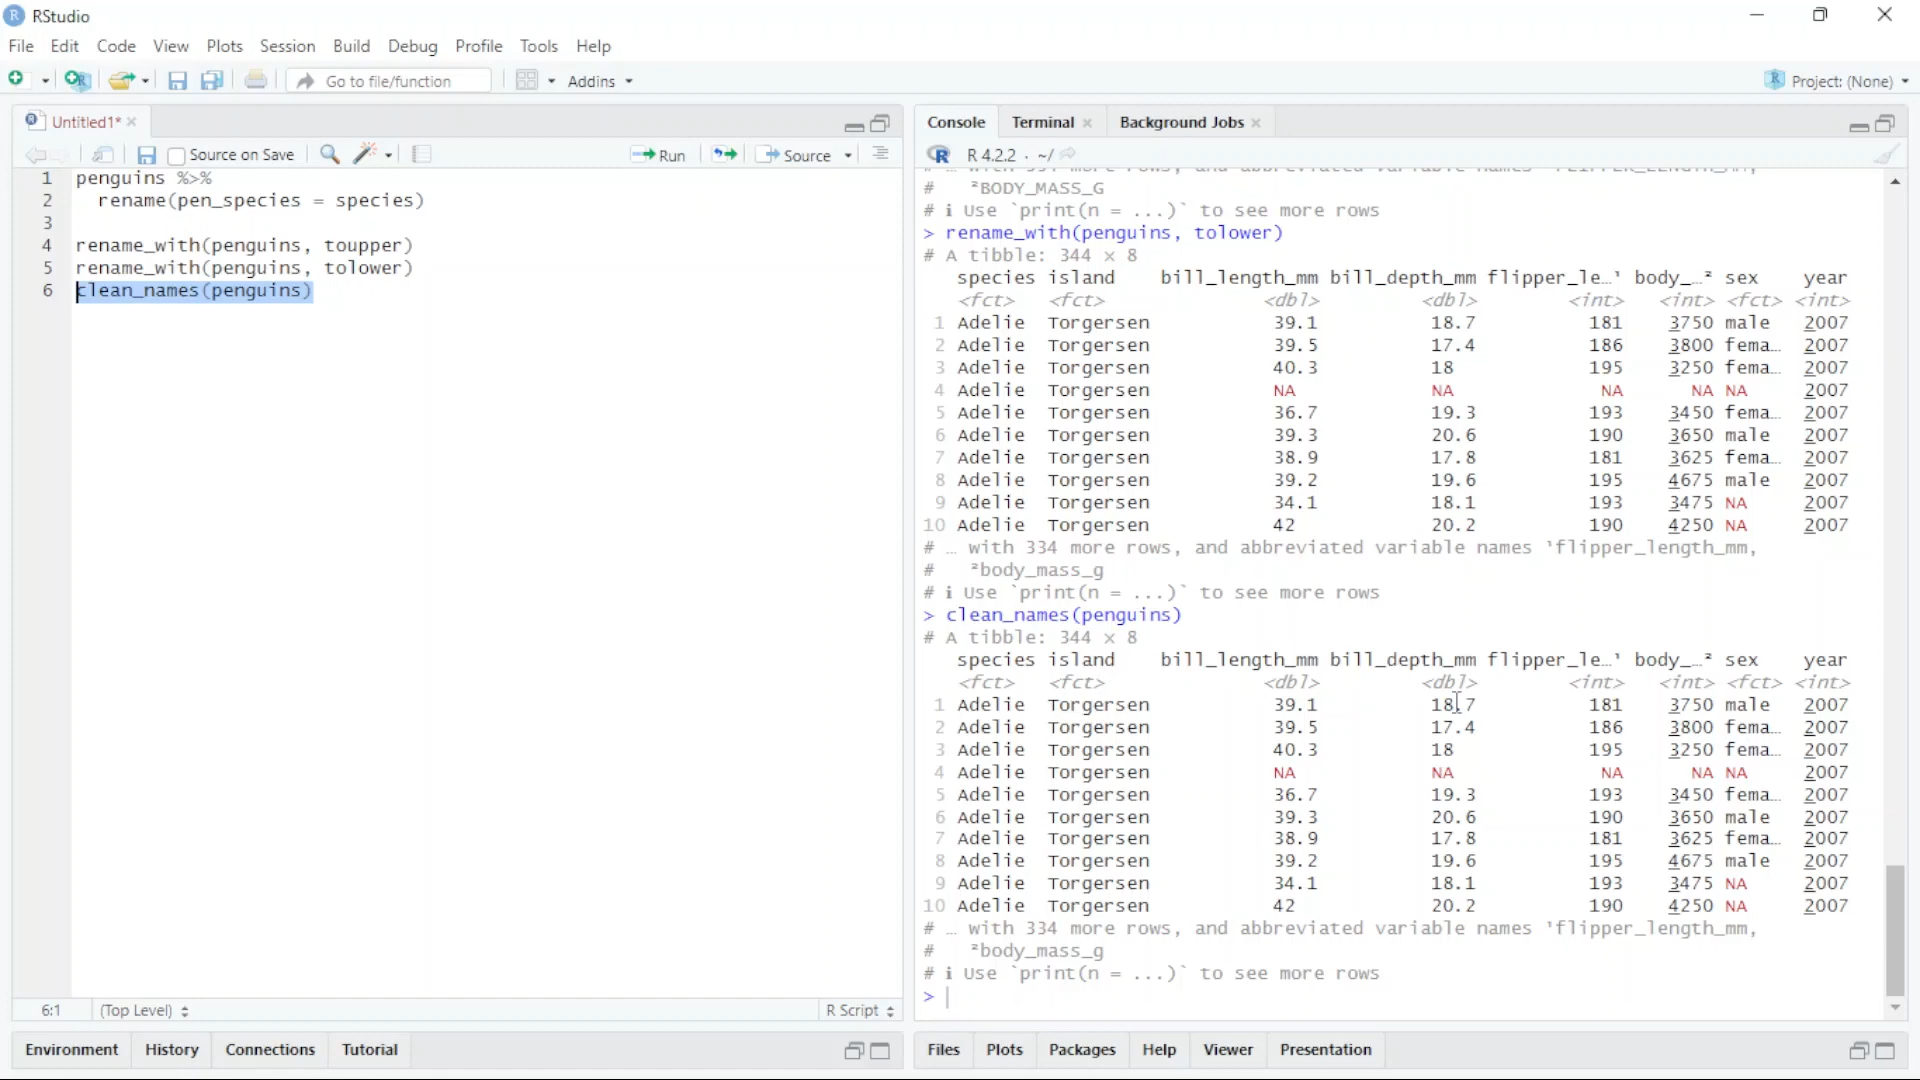 RStudio
File Edit Code View Plots Session Build Debug Profile Tools Help
Go to file/function Addins Project: (None)
Untitled1*
Source on Save Run Source
1 penguins %>%
2   rename(pen_species = species)
3
4 rename_with(penguins, toupper)
5 rename_with(penguins, tolower)
6 clean_names(penguins)
6:1 (Top Level) R Script
Environment History Connections Tutorial
Console Terminal Background Jobs
R 4.2.2 · ~/
#   ²BODY_MASS_G
# ℹ Use `print(n = ...)` to see more rows
> rename_with(penguins, tolower)
# A tibble: 344 × 8
species island bill_length_mm bill_depth_mm flipper_le…¹ body_…² sex year
<fct> <fct> <dbl> <dbl> <int> <int> <fct> <int>
1 Adelie Torgersen 39.1 18.7 181 3750 male 2007
2 Adelie Torgersen 39.5 17.4 186 3800 fema… 2007
3 Adelie Torgersen 40.3 18 195 3250 fema… 2007
4 Adelie Torgersen NA NA NA NA NA 2007
5 Adelie Torgersen 36.7 19.3 193 3450 fema… 2007
6 Adelie Torgersen 39.3 20.6 190 3650 male 2007
7 Adelie Torgersen 38.9 17.8 181 3625 fema… 2007
8 Adelie Torgersen 39.2 19.6 195 4675 male 2007
9 Adelie Torgersen 34.1 18.1 193 3475 NA 2007
10 Adelie Torgersen 42 20.2 190 4250 NA 2007
# … with 334 more rows, and abbreviated variable names ¹flipper_length_mm,
#   ²body_mass_g
# ℹ Use `print(n = ...)` to see more rows
> clean_names(penguins)
# A tibble: 344 × 8
species island bill_length_mm bill_depth_mm flipper_le…¹ body_…² sex year
<fct> <fct> <dbl> <dbl> <int> <int> <fct> <int>
1 Adelie Torgersen 39.1 18.7 181 3750 male 2007
2 Adelie Torgersen 39.5 17.4 186 3800 fema… 2007
3 Adelie Torgersen 40.3 18 195 3250 fema… 2007
4 Adelie Torgersen NA NA NA NA NA 2007
5 Adelie Torgersen 36.7 19.3 193 3450 fema… 2007
6 Adelie Torgersen 39.3 20.6 190 3650 male 2007
7 Adelie Torgersen 38.9 17.8 181 3625 fema… 2007
8 Adelie Torgersen 39.2 19.6 195 4675 male 2007
9 Adelie Torgersen 34.1 18.1 193 3475 NA 2007
10 Adelie Torgersen 42 20.2 190 4250 NA 2007
# … with 334 more rows, and abbreviated variable names ¹flipper_length_mm,
#   ²body_mass_g
# ℹ Use `print(n = ...)` to see more rows
>
Files Plots Packages Help Viewer Presentation